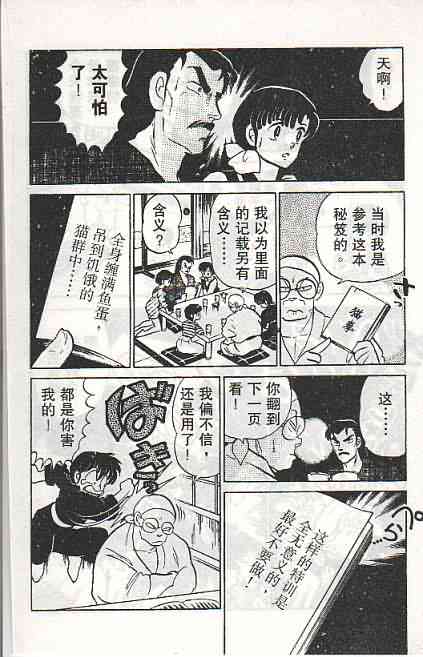 天啊！
太可怕
了！
当时我是
参考这本
秘笈的。
猫拳
我以为里面
的记载另有
含义……
含义？
全身缠满鱼蛋，
吊到饥饿的
猫群中……
这……
你翻到
下一页
看！
这样的特训是
全无意义的，
最好不要做！
我偏不信，
还是用了！
都是你害
我的！
ばきっ